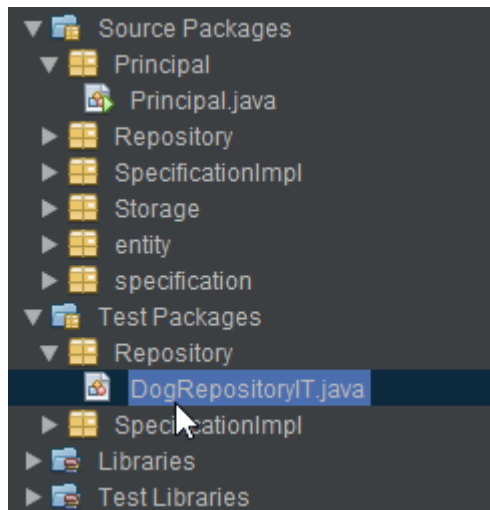 Source Packages
Principal
Principal.java
Repository
SpecificationImpl
Storage
entity
specification
Test Packages
Repository
DogRepositoryIT.java
SpecificationImpl
Libraries
Test Libraries